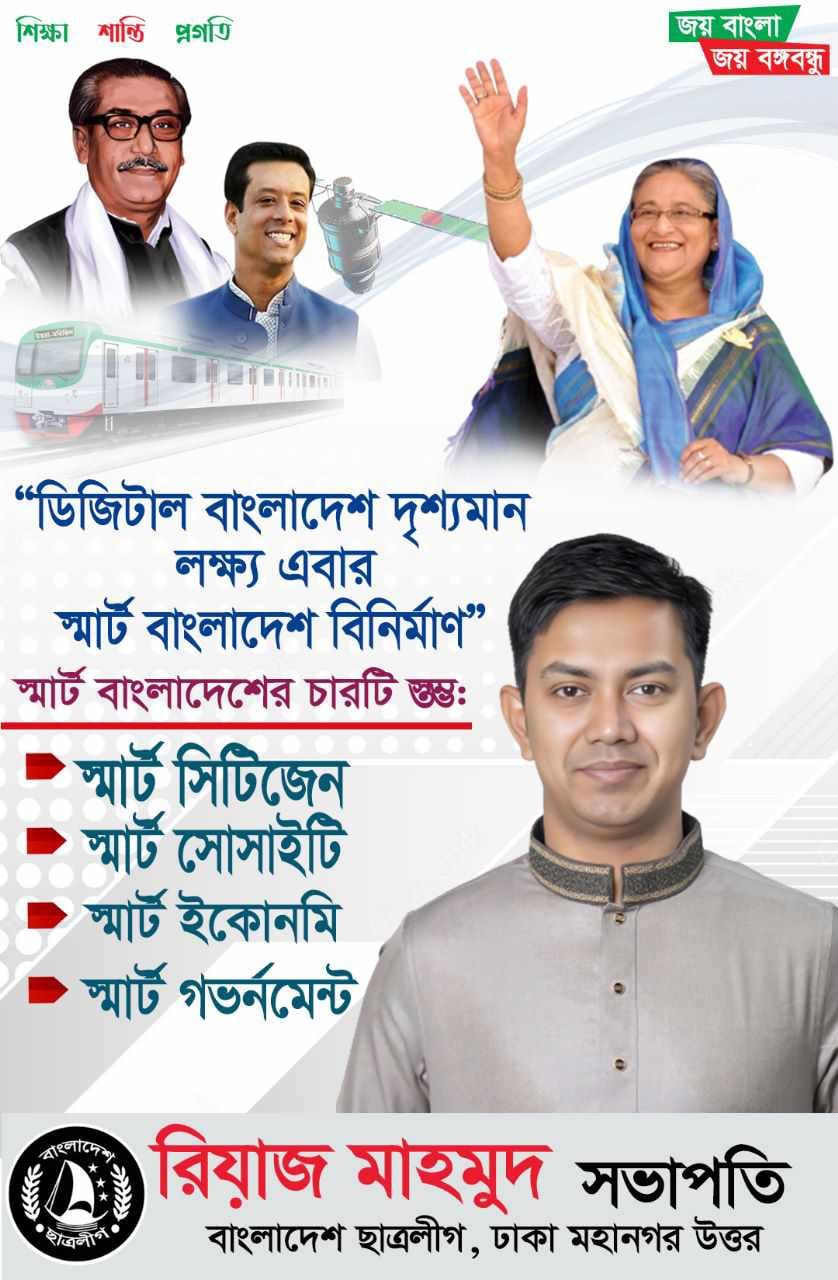 শিক্ষা শান্তি প্রগতি
জয় বাংলা
জয় বঙ্গবন্ধু
“ডিজিটাল বাংলাদেশ দৃশ্যমান
লক্ষ্য এবার
স্মার্ট বাংলাদেশ বিনির্মাণ”
স্মার্ট বাংলাদেশের চারটি স্তম্ভ:
স্মার্ট সিটিজেন
স্মার্ট সোসাইটি
স্মার্ট ইকোনমি
স্মার্ট গভর্নমেন্ট
বাংলাদেশ
ছাত্রলীগ
রিয়াজ মাহমুদ সভাপতি
বাংলাদেশ ছাত্রলীগ, ঢাকা মহানগর উত্তর